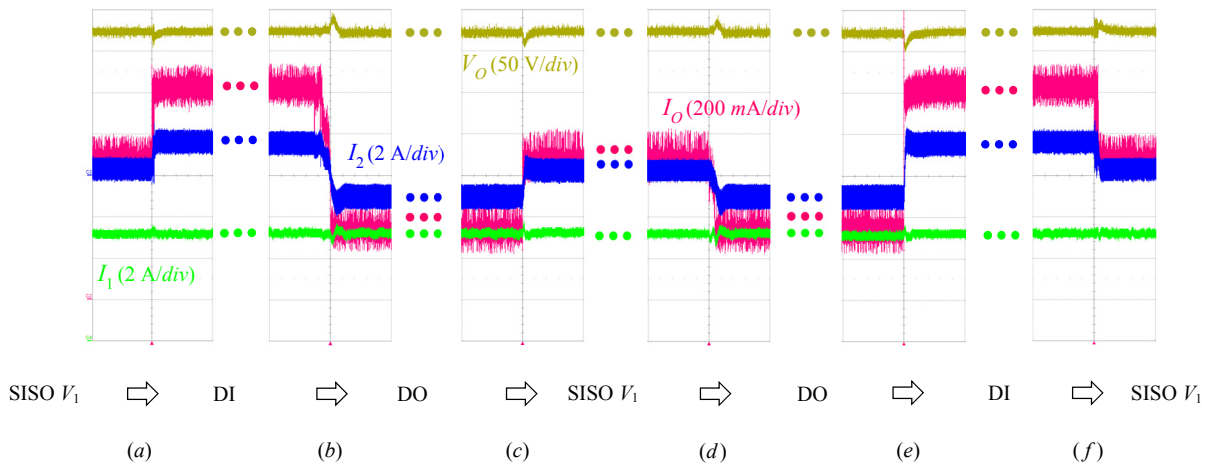 V_O (50 V/div)
I_O (200 mA/div)
I_2 (2 A/div)
I_1 (2 A/div)
SISO V_1 ⇨ DI ⇨ DO ⇨ SISO V_1 ⇨ DO ⇨ DI ⇨ SISO V_1
(a) (b) (c) (d) (e) (f)